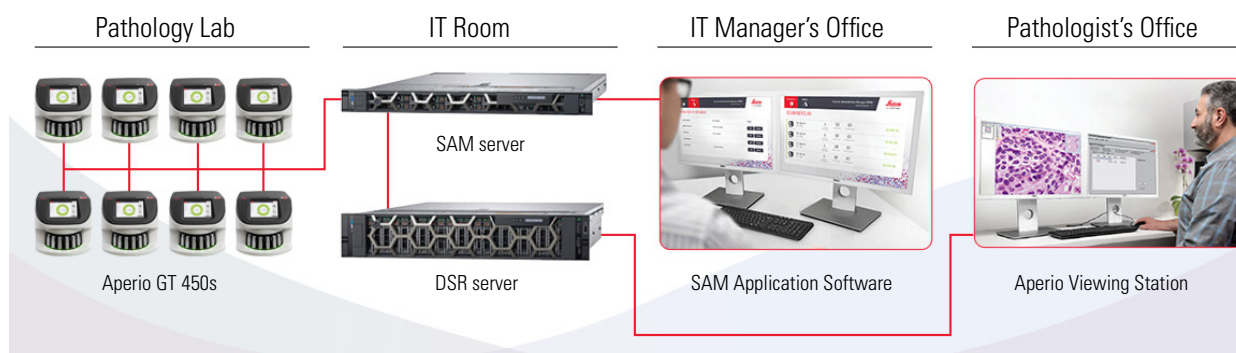 Pathology Lab
IT Room
IT Manager's Office
Pathologist's Office
SAM server
Aperio GT 450s
DSR server
SAM Application Software
Aperio Viewing Station